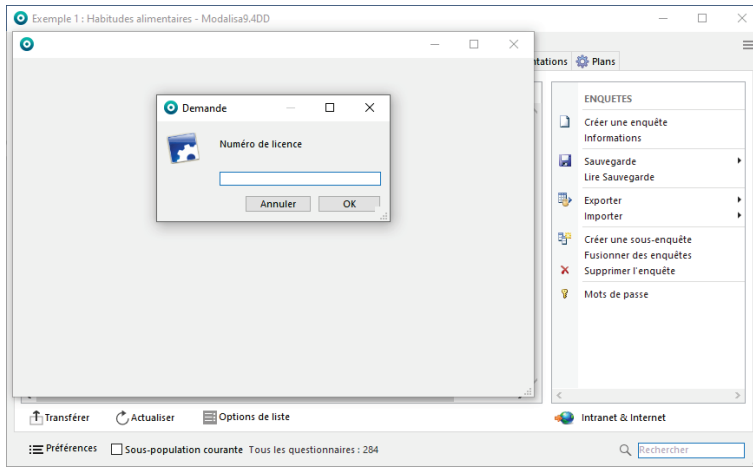 Exemple 1 : Habitudes alimentaires - Modalisa9.4DD
Plans
Demande
Numéro de licence
Annuler
OK
ENQUETES
Créer une enquête
Informations
Sauvegarde
Lire Sauvegarde
Exporter
Importer
Créer une sous-enquête
Fusionner des enquêtes
Supprimer l'enquête
Mots de passe
Transférer
Actualiser
Options de liste
Intranet & Internet
Préférences
Sous-population courante Tous les questionnaires : 284
Rechercher